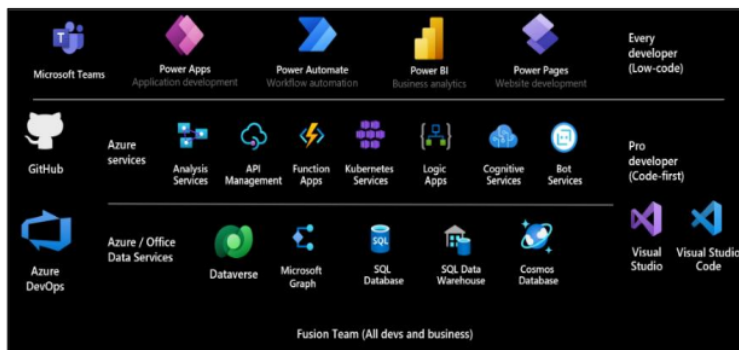 Microsoft Teams
Power Apps
Application development
Power Automate
Workflow automation
Power BI
Business analytics
Power Pages
Website development
Every
developer
(Low-code)
GitHub
Azure
services
Analysis
Services
API
Management
Function
Apps
Kubernetes
Services
Logic
Apps
Cognitive
Services
Bot
Services
Pro
developer
(Code-first)
Azure
DevOps
Azure / Office
Data Services
Dataverse
Microsoft
Graph
SQL
SQL
Database
SQL Data
Warehouse
Cosmos
Database
Visual
Studio
Visual Studio
Code
Fusion Team (All devs and business)